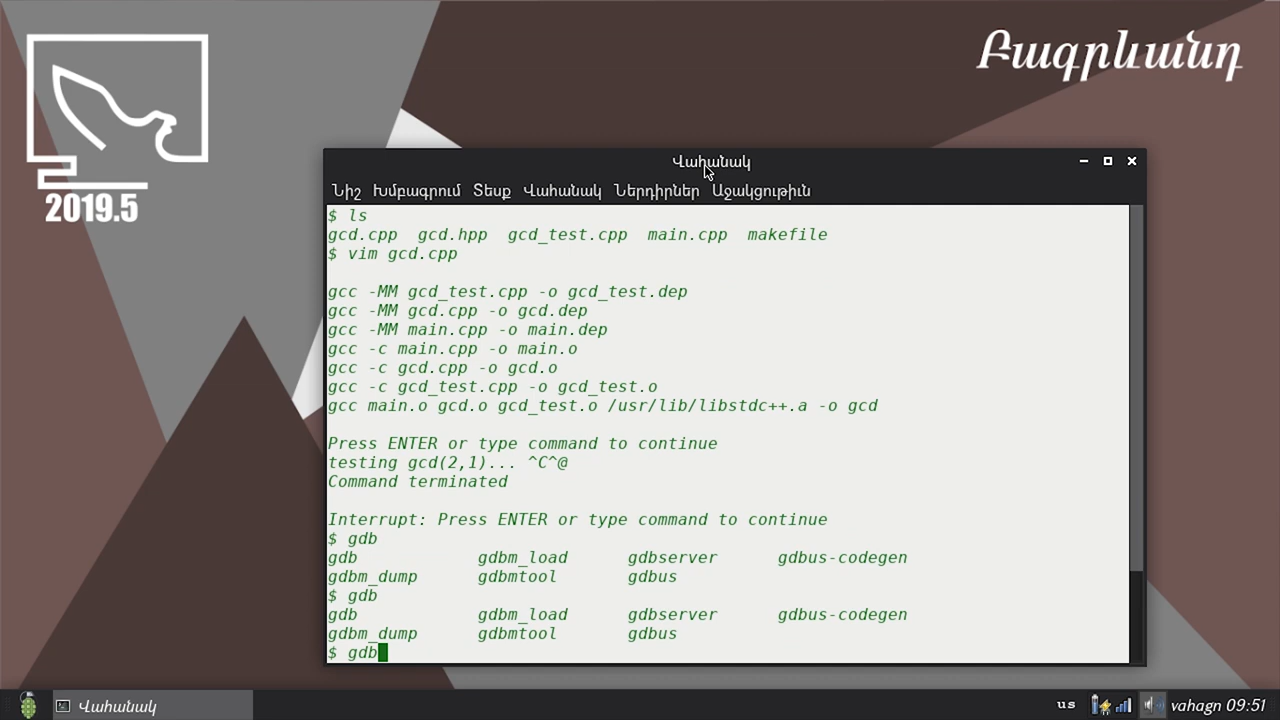 Բագրևանդ
2019.5
Վահանակ
Նիշ Խմբագրում Տեսք Վահանակ Ներդիրներ Աջակցութիւն
$ ls
gcd.cpp gcd.hpp gcd_test.cpp main.cpp makefile
$ vim gcd.cpp
gcc -MM gcd_test.cpp -o gcd_test.dep
gcc -MM gcd.cpp -o gcd.dep
gcc -MM main.cpp -o main.dep
gcc -c main.cpp -o main.o
gcc -c gcd.cpp -o gcd.o
gcc -c gcd_test.cpp -o gcd_test.o
gcc main.o gcd.o gcd_test.o /usr/lib/libstdc++.a -o gcd
Press ENTER or type command to continue
testing gcd(2,1)... ^C^@
Command terminated
Interrupt: Press ENTER or type command to continue
$ gdb
gdb gdbm_load gdbserver gdbus-codegen
gdbm_dump gdbmtool gdbus
$ gdb
gdb gdbm_load gdbserver gdbus-codegen
gdbm_dump gdbmtool gdbus
$ gdb
Վահանակ
us vahagn 09:51